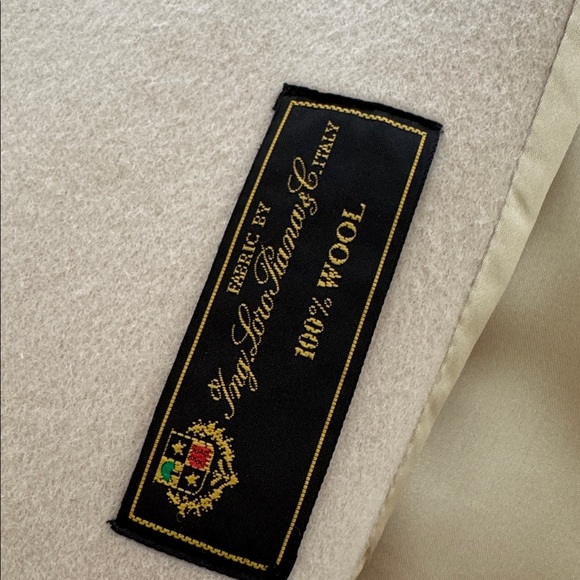 FABRIC BY
Ing. Loro Piana & C. ITALY
100% WOOL